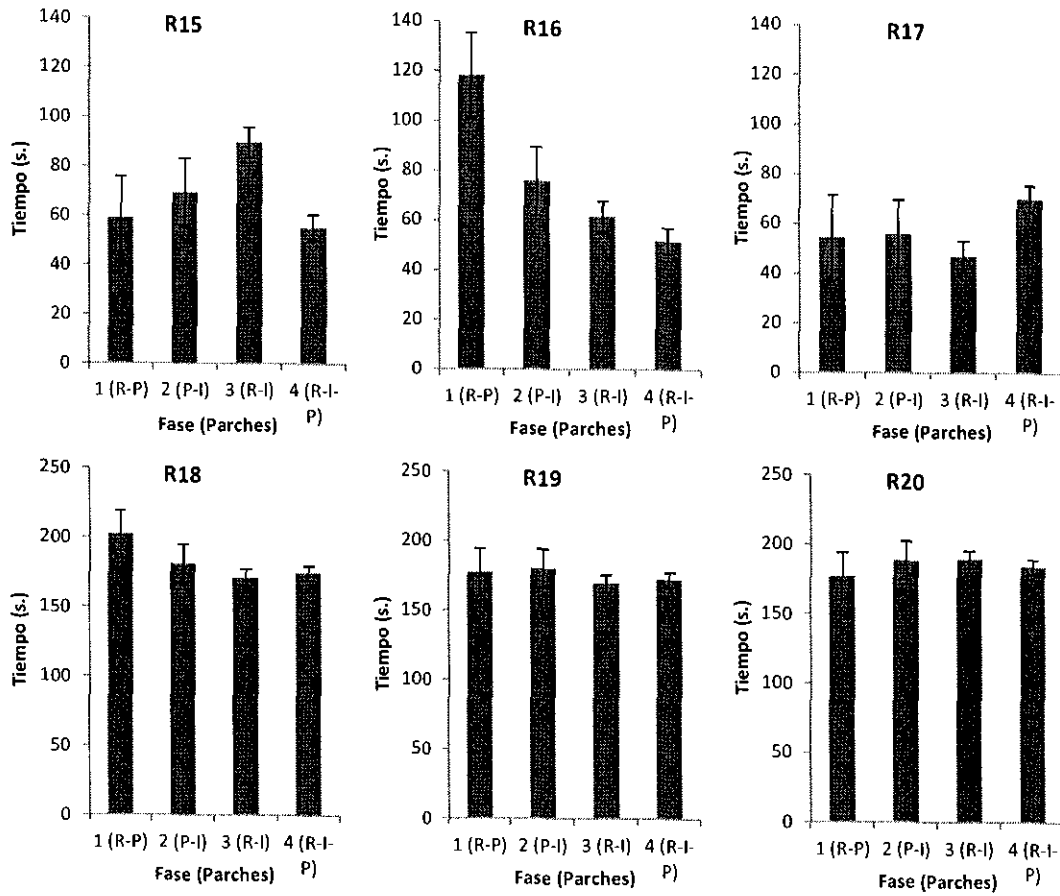 R15
Tiempo (s.)
140
120
100
80
60
40
20
0
1 (R-P) 2 (P-I) 3 (R-I) 4 (R-I-
P)
Fase (Parches)
R16
Tiempo (s.)
140
120
100
80
60
40
20
0
1 (R-P) 2 (P-I) 3 (R-I) 4 (R-I-
P)
Fase (Parches)
R17
Tiempo (s.)
140
120
100
80
60
40
20
0
1 (R-P) 2 (P-I) 3 (R-I) 4 (R-I-
P)
Fase (Parches)
R18
Tiempo (s.)
250
200
150
100
50
0
1 (R-P) 2 (P-I) 3 (R-I) 4 (R-I-
P)
Fase (Parches)
R19
Tiempo (s.)
250
200
150
100
50
0
1 (R-P) 2 (P-I) 3 (R-I) 4 (R-I-
P)
Fase (Parches)
R20
Tiempo (s.)
250
200
150
100
50
0
1 (R-P) 2 (P-I) 3 (R-I) 4 (R-I-
P)
Fase (Parches)